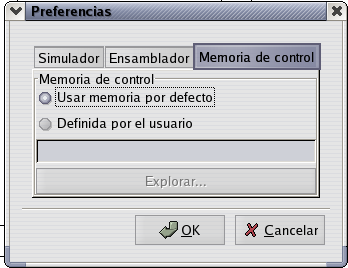 Preferencias
Simulador Ensamblador Memoria de control
Memoria de control
Usar memoria por defecto
Definida por el usuario
Explorar...
OK Cancelar